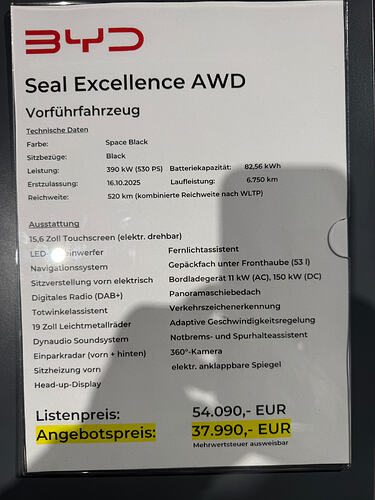 BYD
Seal Excellence AWD
Vorführfahrzeug
Technische Daten
Farbe: Space Black
Sitzbezüge: Black
Leistung: 390 kW (530 PS) Batteriekapazität: 82,56 kWh
Erstzulassung: 16.10.2025 Laufleistung: 6.750 km
Reichweite: 520 km (kombinierte Reichweite nach WLTP)
Ausstattung
15,6 Zoll Touchscreen (elektr. drehbar)
LED- Fernlichtassistent
Navigationssystem Gepäckfach unter Fronthaube (53 l)
Sitzverstellung vorn elektrisch Bordladegerät 11 kW (AC), 150 kW (DC)
Digitales Radio (DAB+) Panoramaschiebedach
Totwinkelassistent Verkehrszeichenerkennung
19 Zoll Leichtmetallräder Adaptive Geschwindigkeitsregelung
Dynaudio Soundsystem Notbrems- und Spurhalteassistent
Einparkradar (vorn + hinten) 360°-Kamera
Sitzheizung vorn elektr. anklappbare Spiegel
Head-up-Display
Listenpreis: 54.090,- EUR
Angebotspreis: 37.990,- EUR
Mehrwertsteuer ausweisbar